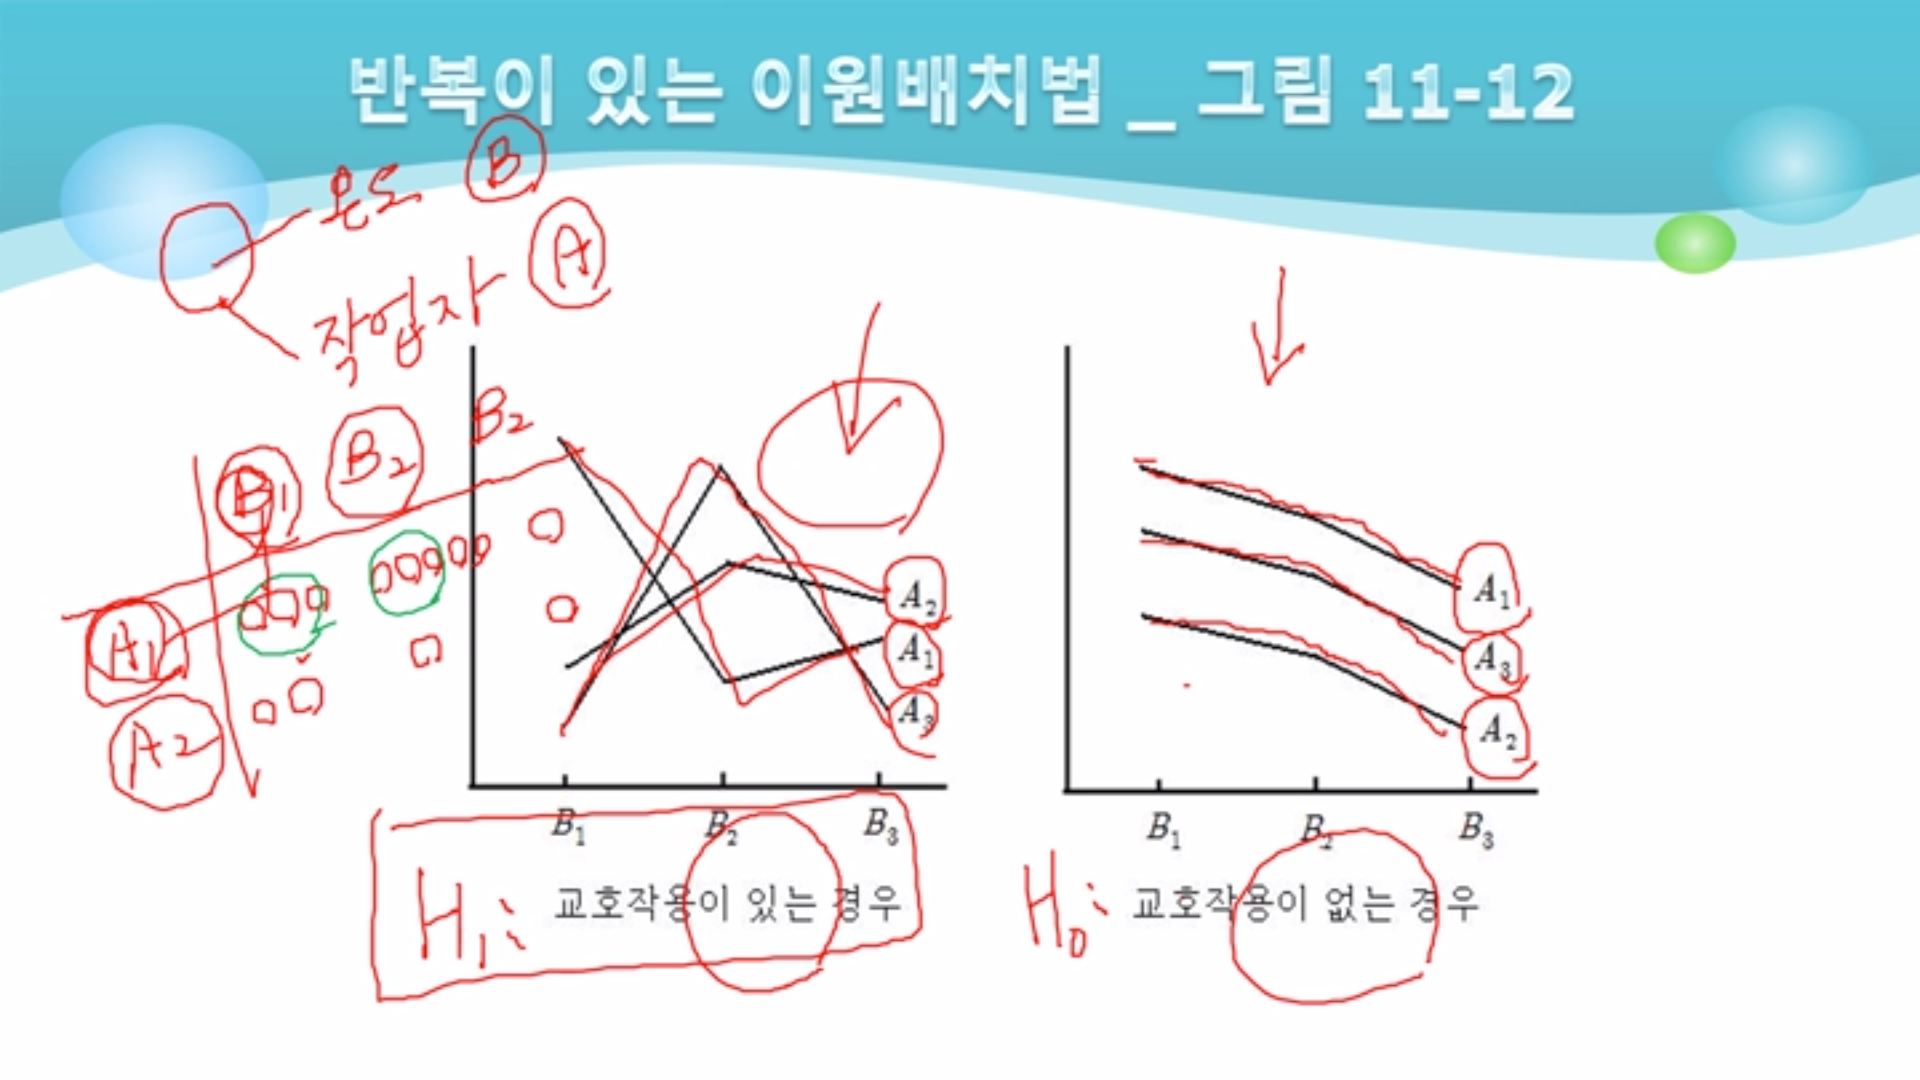 반복이 있는 이원배치법 _ 그림 11-12
온도 B
작업자 A
B2
B1 B2
A1
A2
A2
A1
A3
B1 B2 B3
H1: 교호작용이 있는 경우
A1
A3
A2
B1 B2 B3
H0: 교호작용이 없는 경우